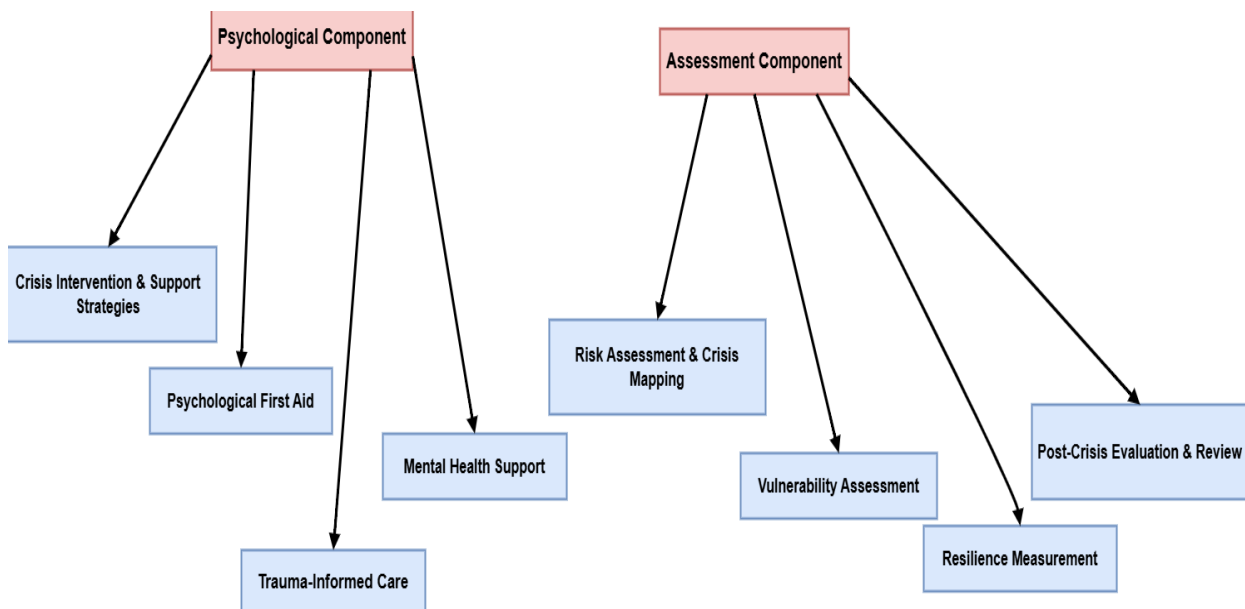 Psychological Component
Assessment Component
Crisis Intervention & Support
Strategies
Psychological First Aid
Mental Health Support
Trauma-Informed Care
Risk Assessment & Crisis
Mapping
Vulnerability Assessment
Resilience Measurement
Post-Crisis Evaluation & Review